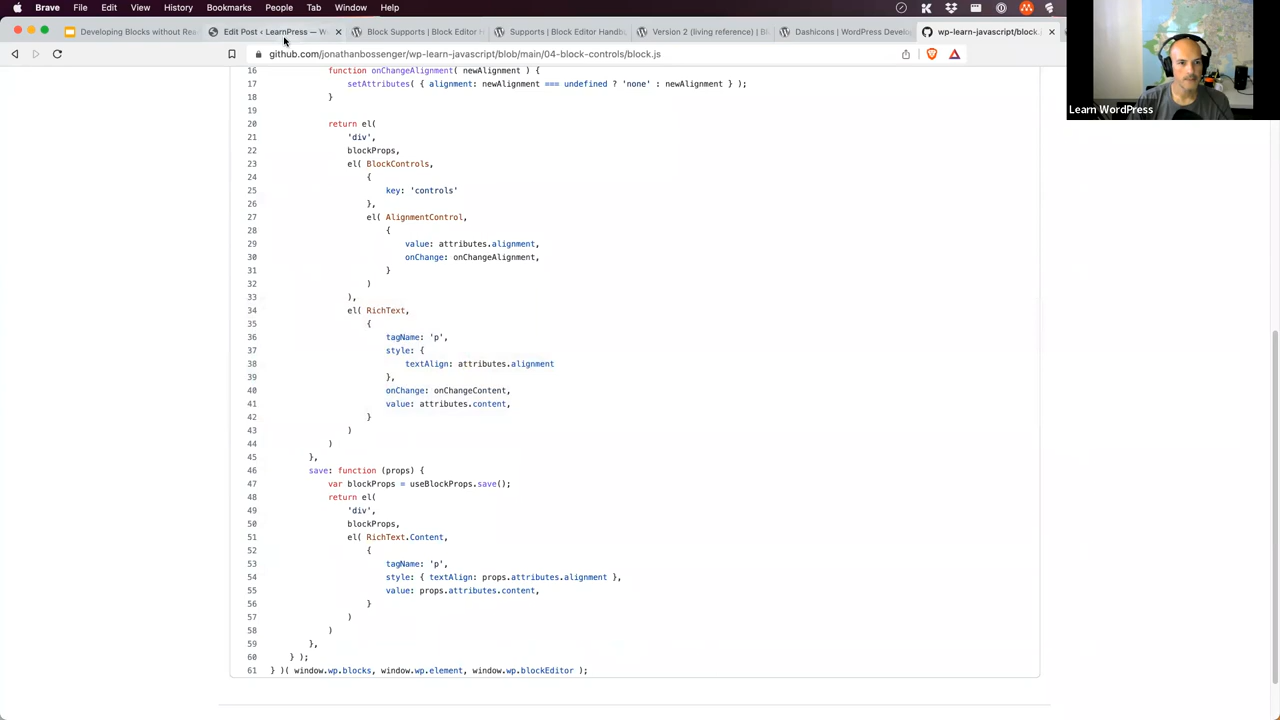 Brave File Edit View History Bookmarks People Tab Window Help
Developing Blocks without Rea
Edit Post ‹ LearnPress — W
Block Supports | Block Editor H
Supports | Block Editor Handb
Version 2 (living reference) | Bl
Dashicons | WordPress Develop
wp-learn-javascript/block.j
github.com/jonathanbossenger/wp-learn-javascript/blob/main/04-block-controls/block.js
Learn WordPress
16 function onChangeAlignment( newAlignment ) {
17 setAttributes( { alignment: newAlignment === undefined ? 'none' : newAlignment } );
18 }
19
20 return el(
21 'div',
22 blockProps,
23 el( BlockControls,
24 {
25 key: 'controls'
26 },
27 el( AlignmentControl,
28 {
29 value: attributes.alignment,
30 onChange: onChangeAlignment,
31 }
32 )
33 ),
34 el( RichText,
35 {
36 tagName: 'p',
37 style: {
38 textAlign: attributes.alignment
39 },
40 onChange: onChangeContent,
41 value: attributes.content,
42 }
43 )
44 )
45 },
46 save: function (props) {
47 var blockProps = useBlockProps.save();
48 return el(
49 'div',
50 blockProps,
51 el( RichText.Content,
52 {
53 tagName: 'p',
54 style: { textAlign: props.attributes.alignment },
55 value: props.attributes.content,
56 }
57 )
58 )
59 },
60 } );
61 } )( window.wp.blocks, window.wp.element, window.wp.blockEditor );